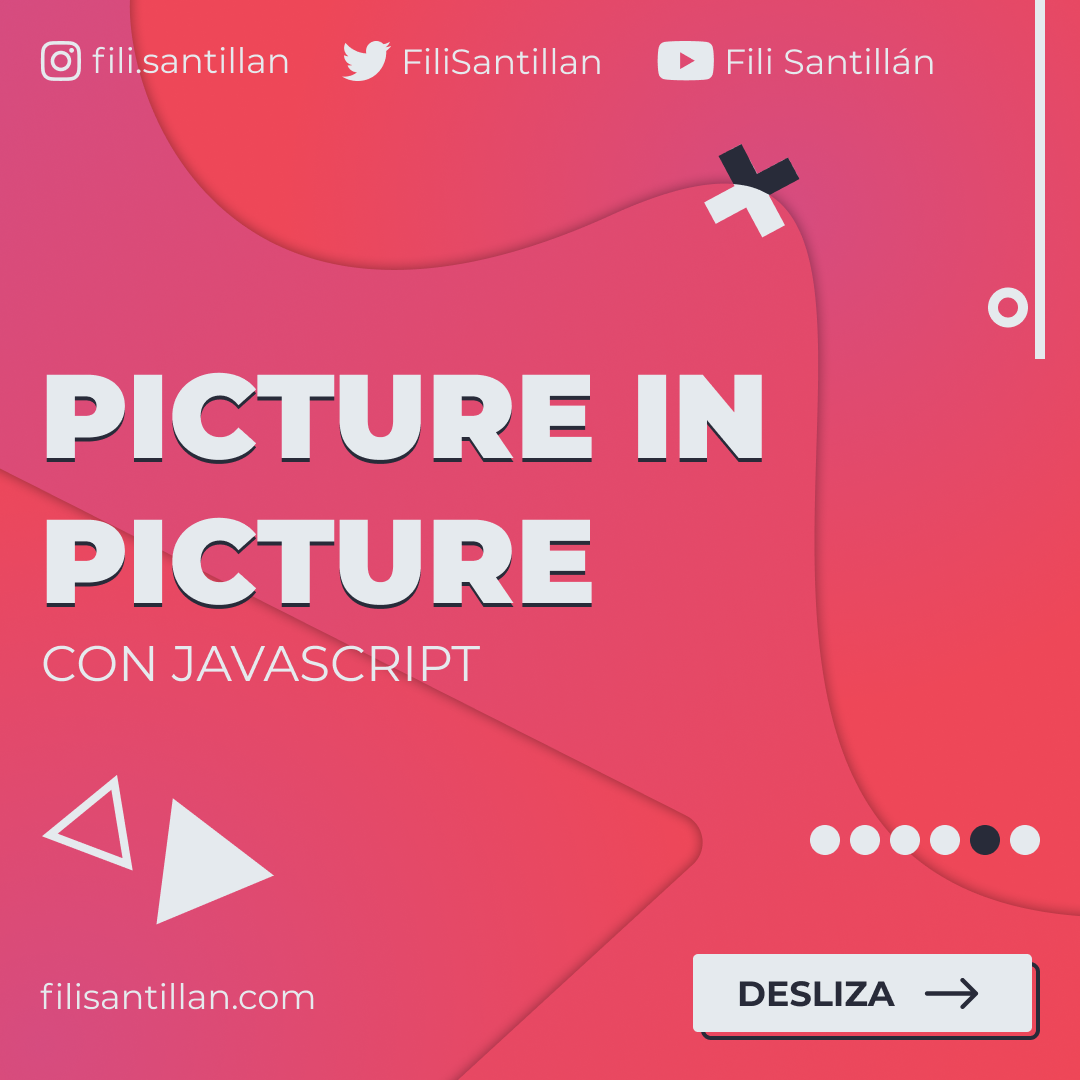 fili.santillan FiliSantillan Fili Santillán
PICTURE IN
PICTURE
CON JAVASCRIPT
filisantillan.com
DESLIZA